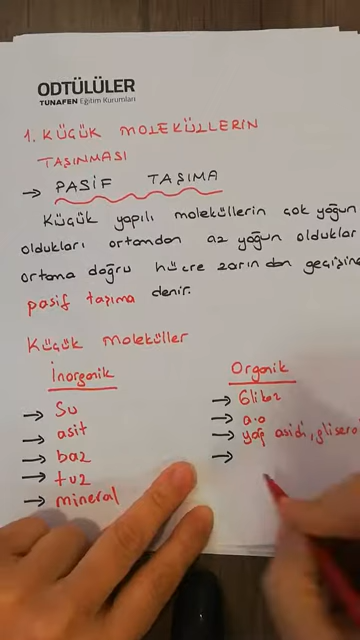 ODTÜLÜLER
TUNAFEN Eğitim Kurumları
1. KÜÇÜK MOLEKÜLLERİN
TAŞINMASI
→ PASİF TAŞIMA
Küçük yapılı moleküllerin çok yoğun
oldukları ortamdan az yoğun olduklar
ortama doğru hücre zarından geçişine
pasif taşıma denir.
Küçük Moleküller
İnorganik
→ Su
→ asit
→ baz
→ tuz
→ mineral
Organik
→ Glikoz
→ a.a
→ yağ asidi, glisero
→